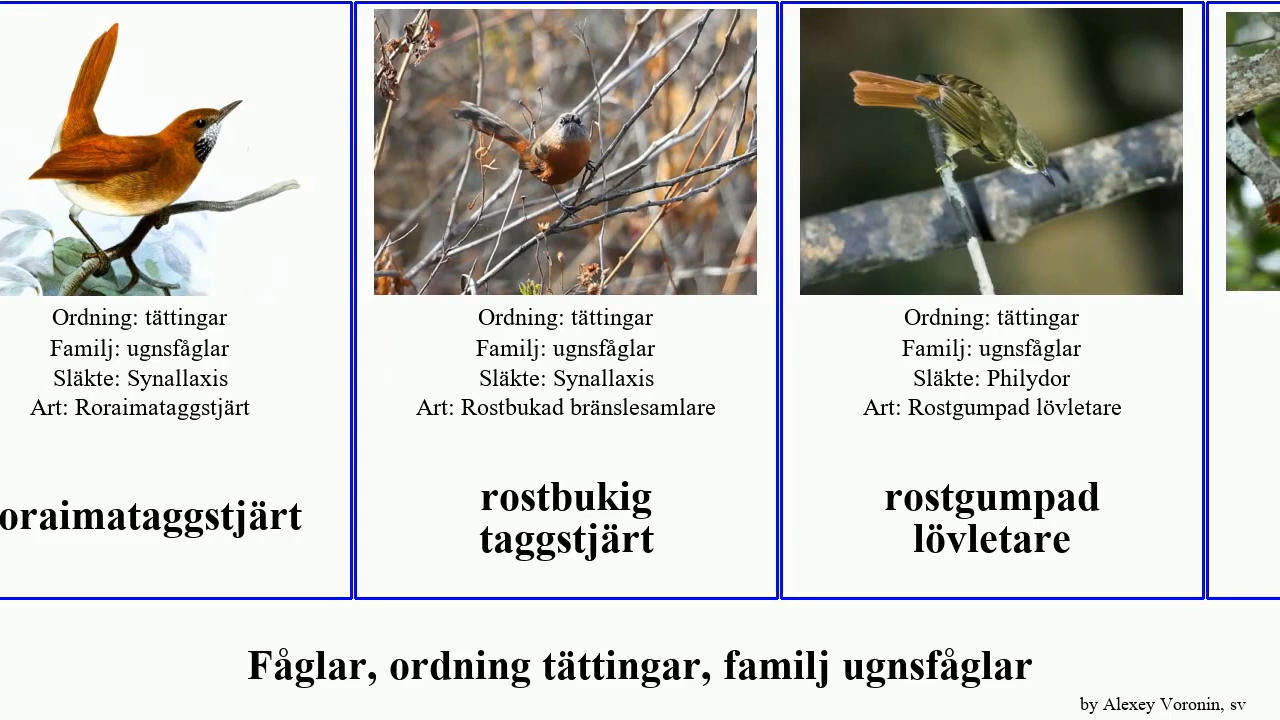 Ordning: tättingar
Familj: ugnsfåglar
Släkte: Synallaxis
Art: Roraimataggstjärt
oraimataggstjärt
Ordning: tättingar
Familj: ugnsfåglar
Släkte: Synallaxis
Art: Rostbukad bränslesamlare
rostbukig
taggstjärt
Ordning: tättingar
Familj: ugnsfåglar
Släkte: Philydor
Art: Rostgumpad lövletare
rostgumpad
lövletare
Fåglar, ordning tättingar, familj ugnsfåglar
by Alexey Voronin, sv